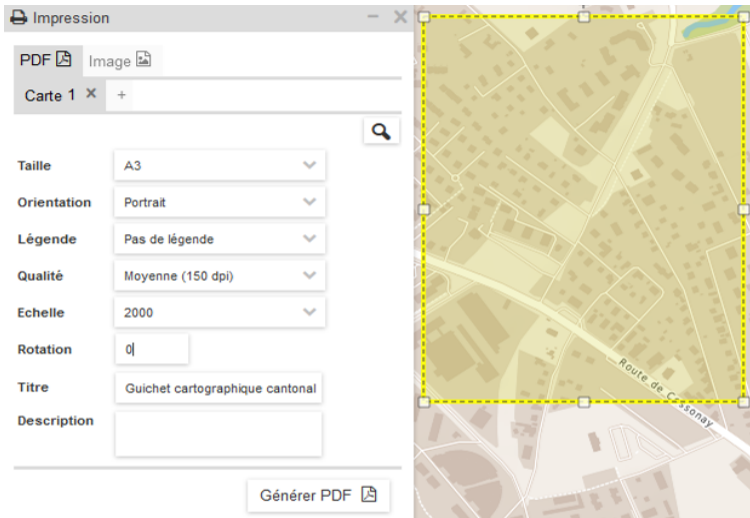 Impression
PDF Image
Carte 1 × +
Taille A3
Orientation Portrait
Légende Pas de légende
Qualité Moyenne (150 dpi)
Echelle 2000
Rotation 0
Titre Guichet cartographique cantonal
Description
Générer PDF
Route de Cossonay